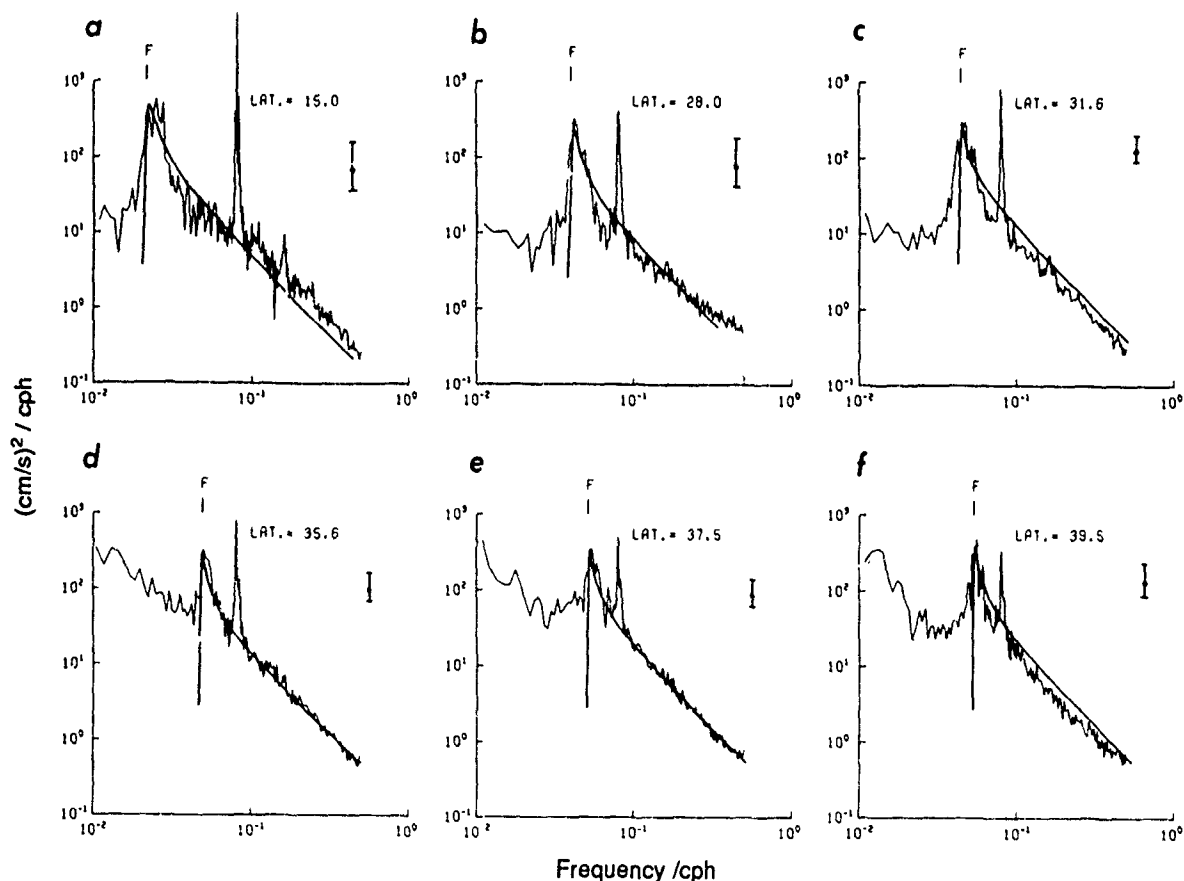 a
F
LAT.= 15.0
10³
10²
10¹
10⁰
10⁻¹
10⁻²
10⁻¹
10⁰
b
F
LAT.= 28.0
10³
10²
10¹
10⁰
10⁻¹
10⁻²
10⁻¹
10⁰
c
F
LAT.= 31.6
10³
10²
10¹
10⁰
10⁻¹
10⁻²
10⁻¹
10⁰
(cm/s)² / cph
d
F
LAT.= 35.6
10³
10²
10¹
10⁰
10⁻¹
10⁻²
10⁻¹
10⁰
e
F
LAT.= 37.5
10³
10²
10¹
10⁰
10⁻¹
10⁻²
10⁻¹
10⁰
f
F
LAT.= 39.5
10³
10²
10¹
10⁰
10⁻¹
10⁻²
10⁻¹
10⁰
Frequency /cph